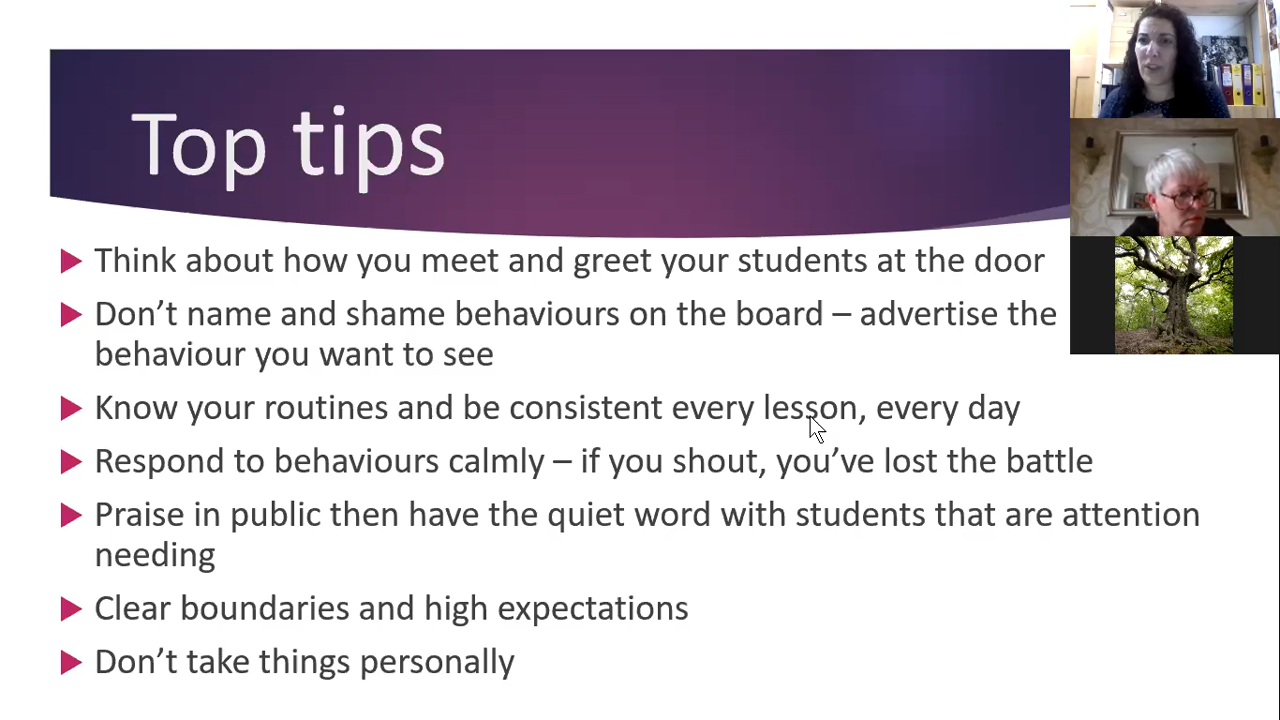 Top tips
Think about how you meet and greet your students at the door
Don’t name and shame behaviours on the board – advertise the
behaviour you want to see
Know your routines and be consistent every lesson, every day
Respond to behaviours calmly – if you shout, you’ve lost the battle
Praise in public then have the quiet word with students that are attention
needing
Clear boundaries and high expectations
Don’t take things personally